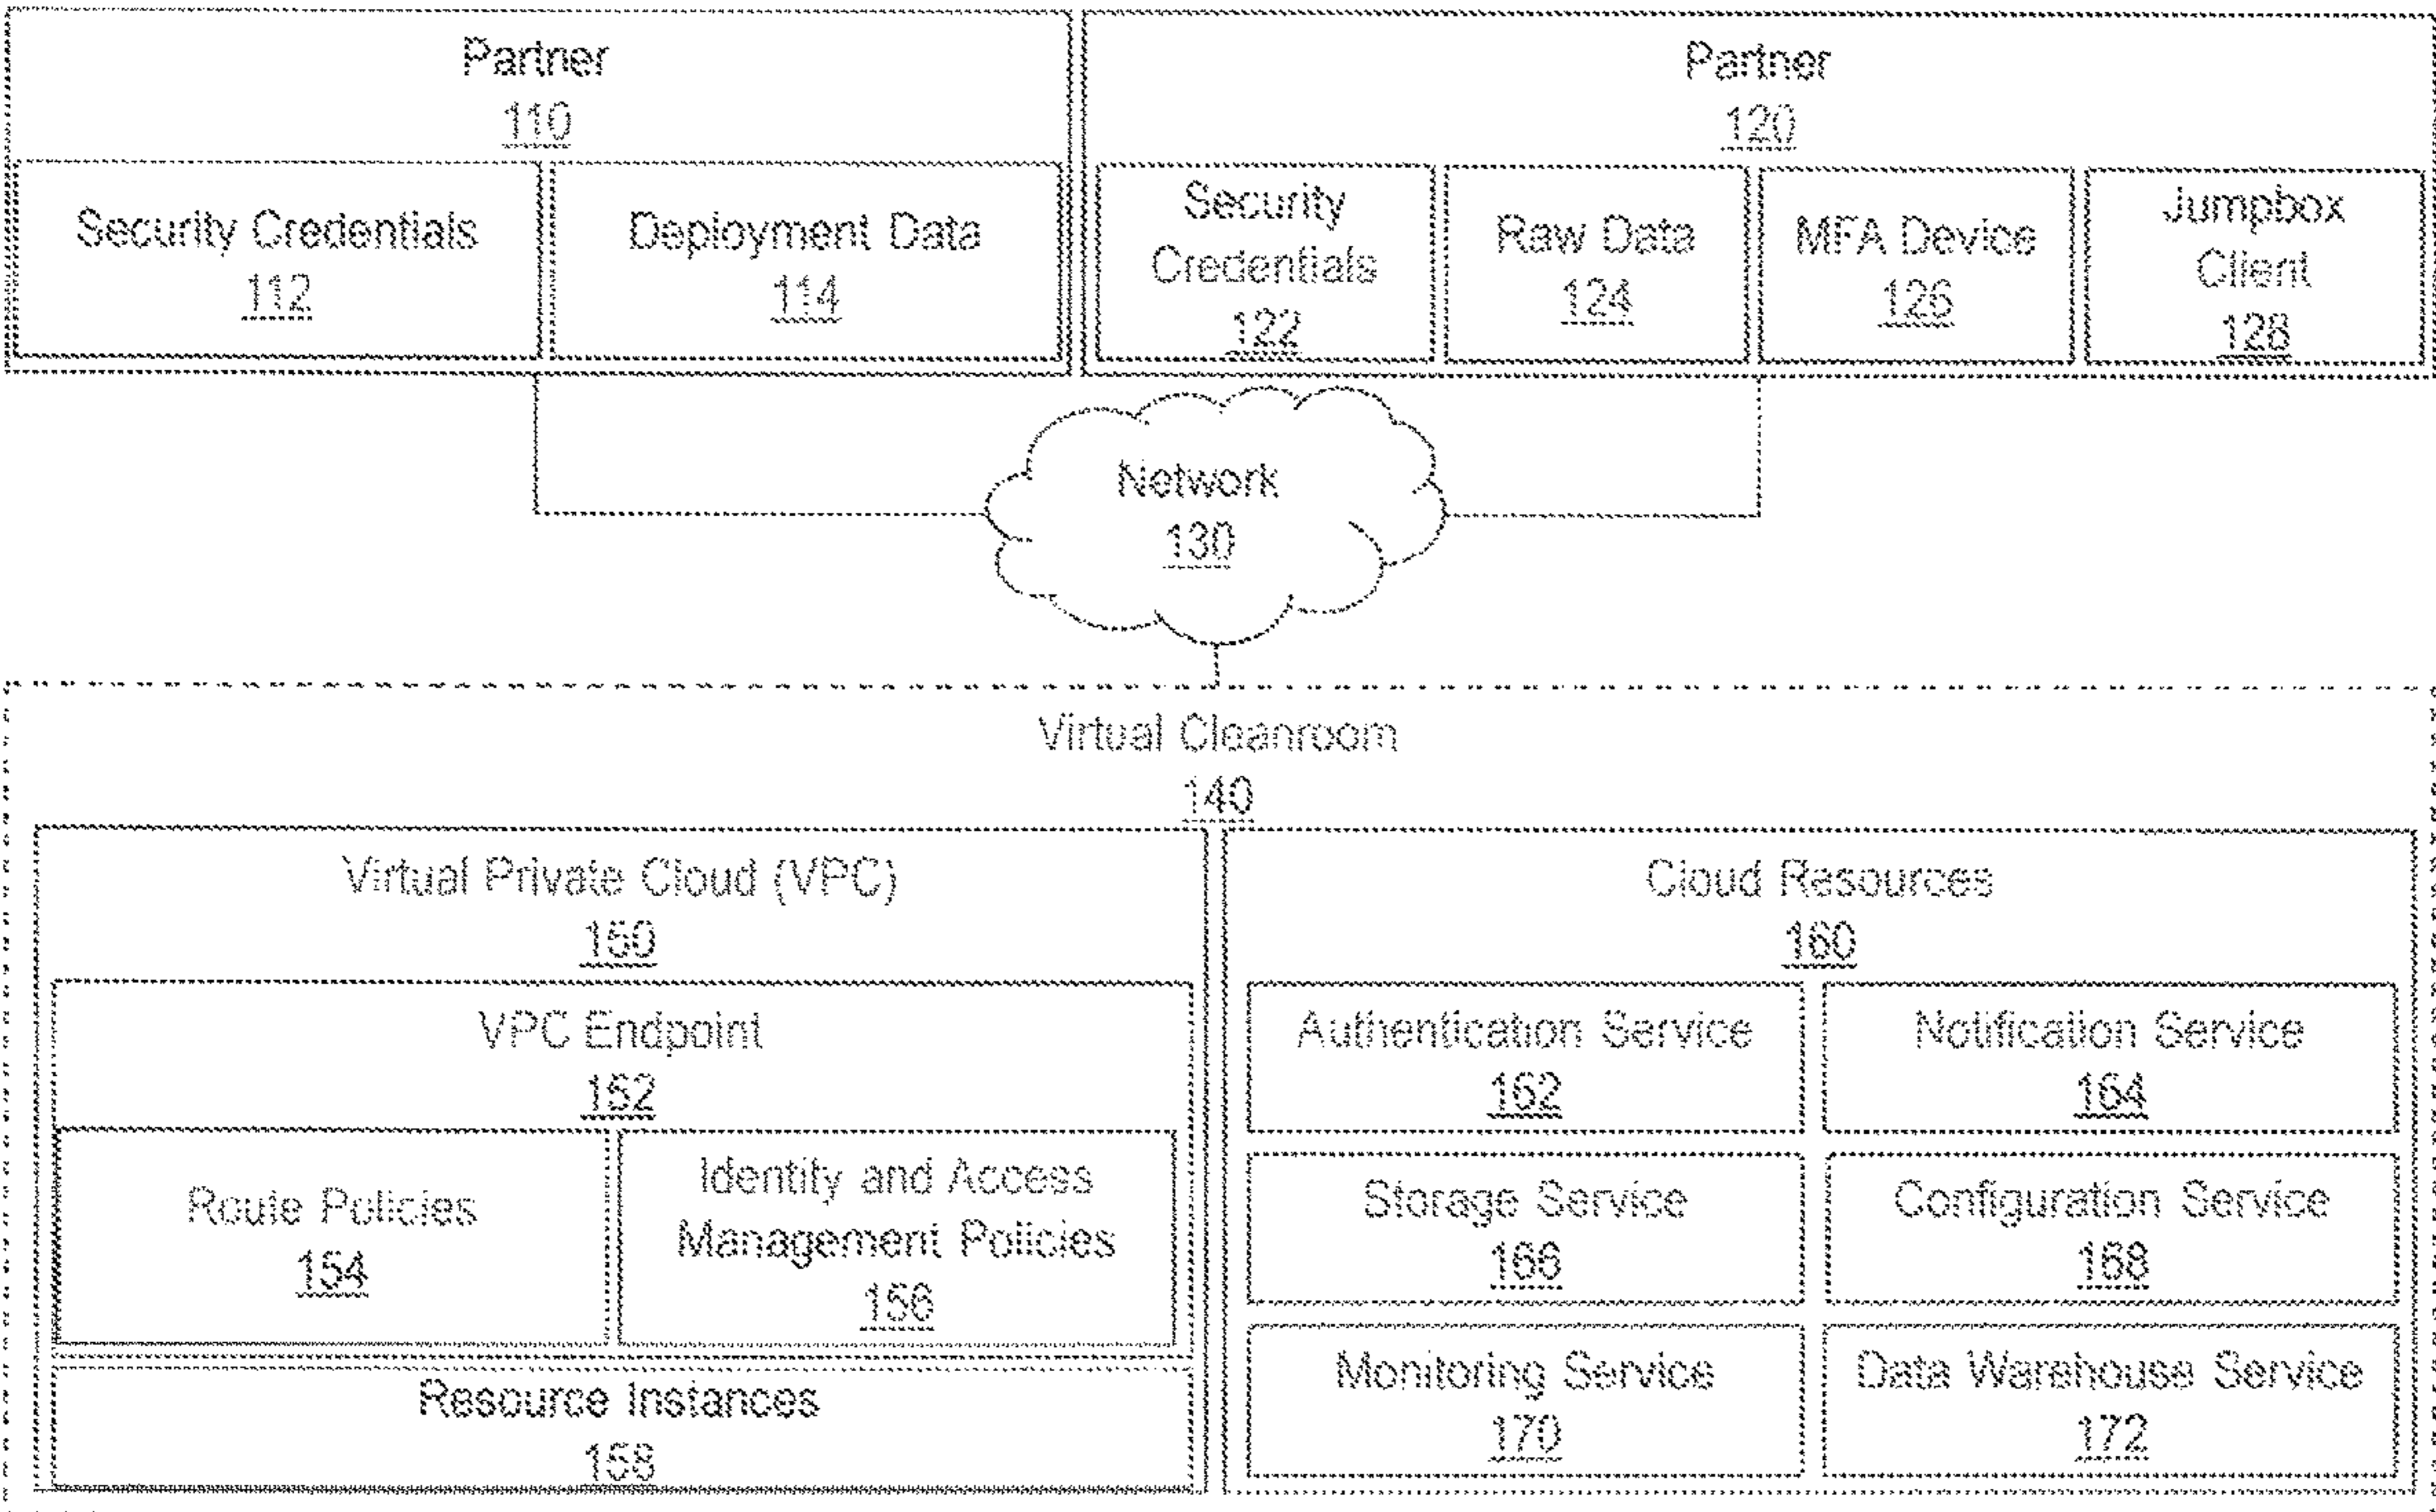 Partner
110
Security Credentials
112
Deployment Data
114
Partner
120
Security
Credentials
122
Raw Data
124
MFA Device
126
Jumpbox
Client
128
Network
130
Virtual Cleanroom
140
Virtual Private Cloud (VPC)
150
VPC Endpoint
152
Route Policies
154
Identity and Access
Management Policies
156
Resource Instances
158
Cloud Resources
160
Authentication Service
162
Notification Service
164
Storage Service
166
Configuration Service
168
Monitoring Service
170
Data Warehouse Service
172